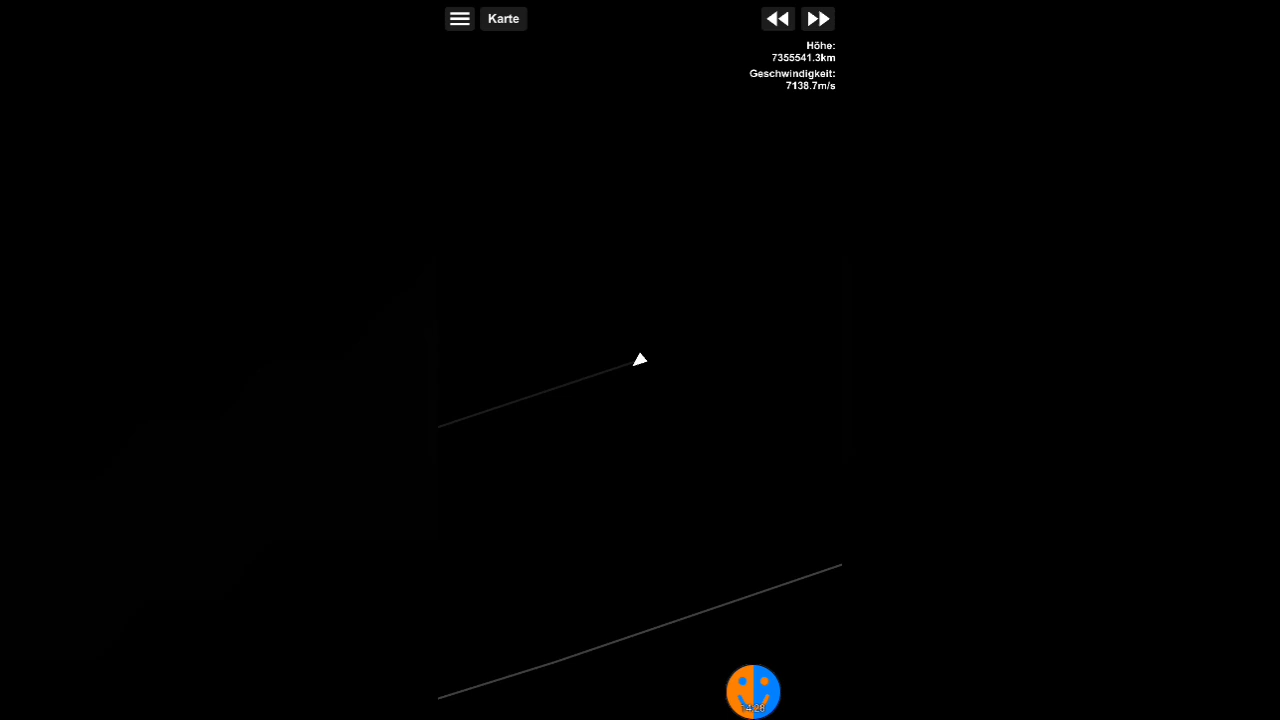 Karte
Höhe:
7355541.3km
Geschwindigkeit:
7138.7m/s